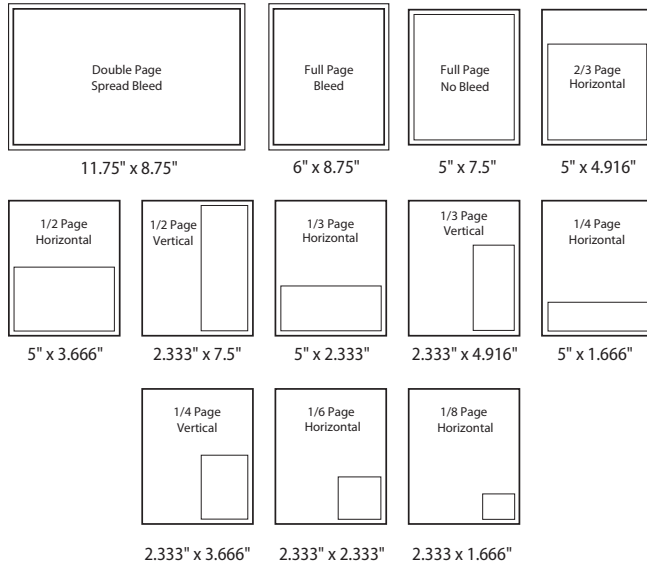 Double Page
Spread Bleed
11.75" x 8.75"
Full Page
Bleed
6" x 8.75"
Full Page
No Bleed
5" x 7.5"
2/3 Page
Horizontal
5" x 4.916"
1/2 Page
Horizontal
5" x 3.666"
1/2 Page
Vertical
2.333" x 7.5"
1/3 Page
Horizontal
5" x 2.333"
1/3 Page
Vertical
2.333" x 4.916"
1/4 Page
Horizontal
5" x 1.666"
1/4 Page
Vertical
2.333" x 3.666"
1/6 Page
Horizontal
2.333" x 2.333"
1/8 Page
Horizontal
2.333 x 1.666"